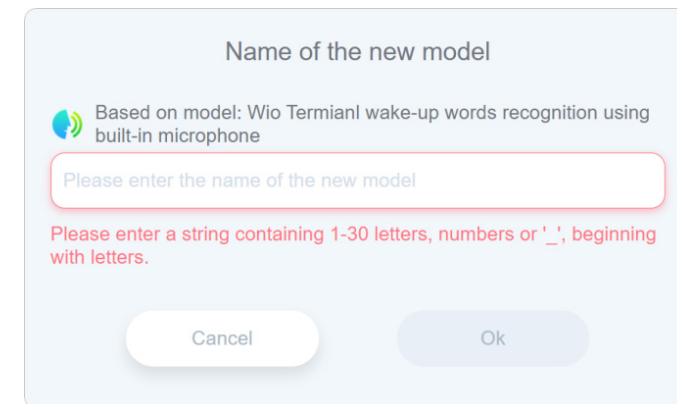 Name of the new model
Based on model: Wio Termianl wake-up words recognition using
built-in microphone
Please enter the name of the new model
Please enter a string containing 1-30 letters, numbers or '_', beginning
with letters.
Cancel
Ok